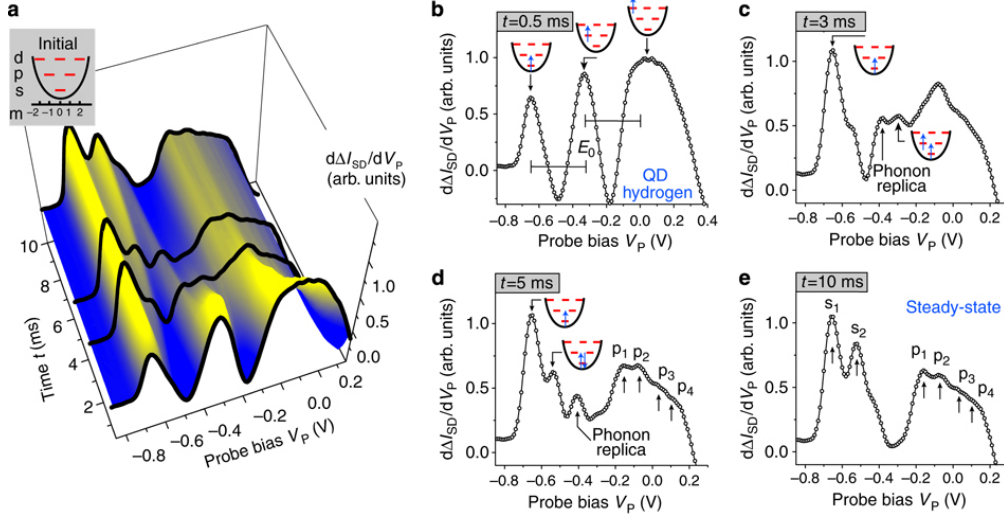 a
Initial
d
p
s
m
−2 −1 0 1 2
dΔI_SD/dV_P
(arb. units)
1.0
0.5
0.0
10
8
6
4
2
Time t (ms)
−0.8
−0.6
−0.4
−0.2
0.0
0.2
Probe bias V_P (V)
b
t=0.5 ms
dΔI_SD/dV_P (arb. units)
1.0
0.5
0.0
E_0
QD
hydrogen
−0.8 −0.6 −0.4 −0.2 0.0 0.2 0.4
Probe bias V_P (V)
c
t=3 ms
dΔI_SD/dV_P (arb. units)
1.0
0.5
0.0
Phonon
replica
−0.8 −0.6 −0.4 −0.2 0.0 0.2
Probe bias V_P (V)
d
t=5 ms
dΔI_SD/dV_P (arb. units)
1.0
0.5
0.0
p_1 p_2
p_3
p_4
Phonon
replica
−0.8 −0.6 −0.4 −0.2 0.0 0.2
Probe bias V_P (V)
e
t=10 ms
Steady-state
dΔI_SD/dV_P (arb. units)
1.0
0.5
0.0
s_1
s_2
p_1 p_2
p_3
p_4
−0.8 −0.6 −0.4 −0.2 0.0 0.2
Probe bias V_P (V)